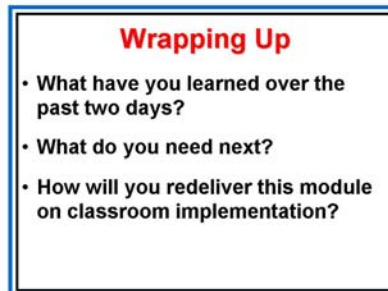 Wrapping Up
• What have you learned over the
past two days?
• What do you need next?
• How will you redeliver this module
on classroom implementation?